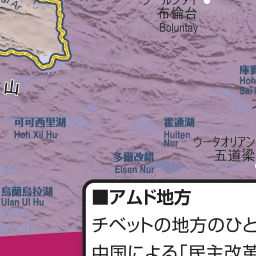 布倫台
Boluntay
山
可可西里湖
Hoh Xil Hu
霍通湖
Huiten
Nur
ウータオリアン
五道梁
多爾改錯
Elsen Nur
烏蘭烏拉湖
Ulan Ul Hu
■アムド地方
チベットの地方のひと
中国による「民主改革